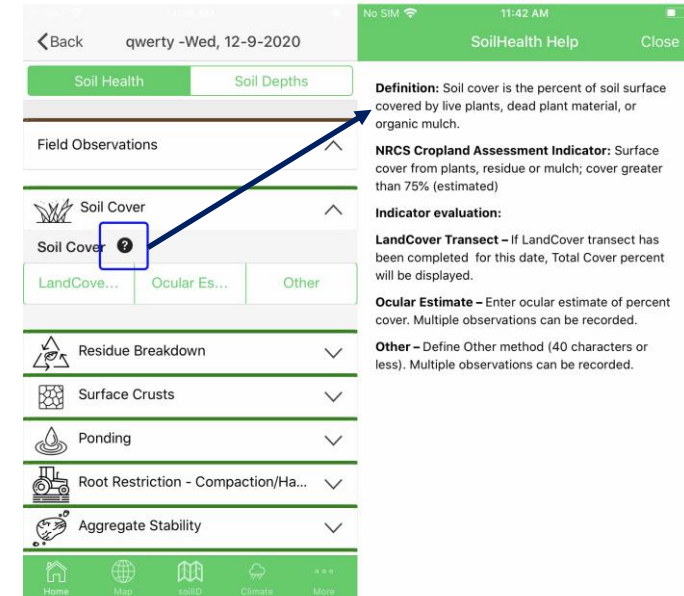 Back qwerty -Wed, 12-9-2020
Soil Health Soil Depths
Field Observations
Soil Cover
Soil Cover ?
LandCove... Ocular Es... Other
Residue Breakdown
Surface Crusts
Ponding
Root Restriction - Compaction/Ha...
Aggregate Stability
Home Map soilID Climate More
No SIM 11:42 AM
SoilHealth Help Close
Definition: Soil cover is the percent of soil surface
covered by live plants, dead plant material, or
organic mulch.
NRCS Cropland Assessment Indicator: Surface
cover from plants, residue or mulch; cover greater
than 75% (estimated)
Indicator evaluation:
LandCover Transect – If LandCover transect has
been completed for this date, Total Cover percent
will be displayed.
Ocular Estimate – Enter ocular estimate of percent
cover. Multiple observations can be recorded.
Other – Define Other method (40 characters or
less). Multiple observations can be recorded.